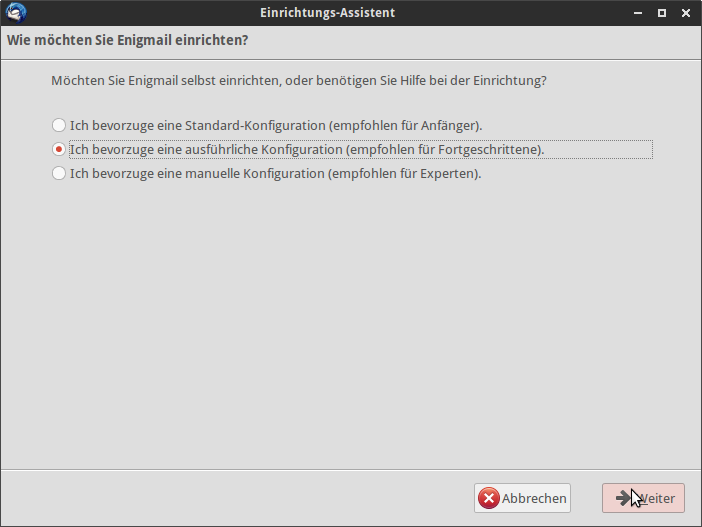 Einrichtungs-Assistent
Wie möchten Sie Enigmail einrichten?
Möchten Sie Enigmail selbst einrichten, oder benötigen Sie Hilfe bei der Einrichtung?
Ich bevorzuge eine Standard-Konfiguration (empfohlen für Anfänger).
Ich bevorzuge eine ausführliche Konfiguration (empfohlen für Fortgeschrittene).
Ich bevorzuge eine manuelle Konfiguration (empfohlen für Experten).
Abbrechen
Weiter